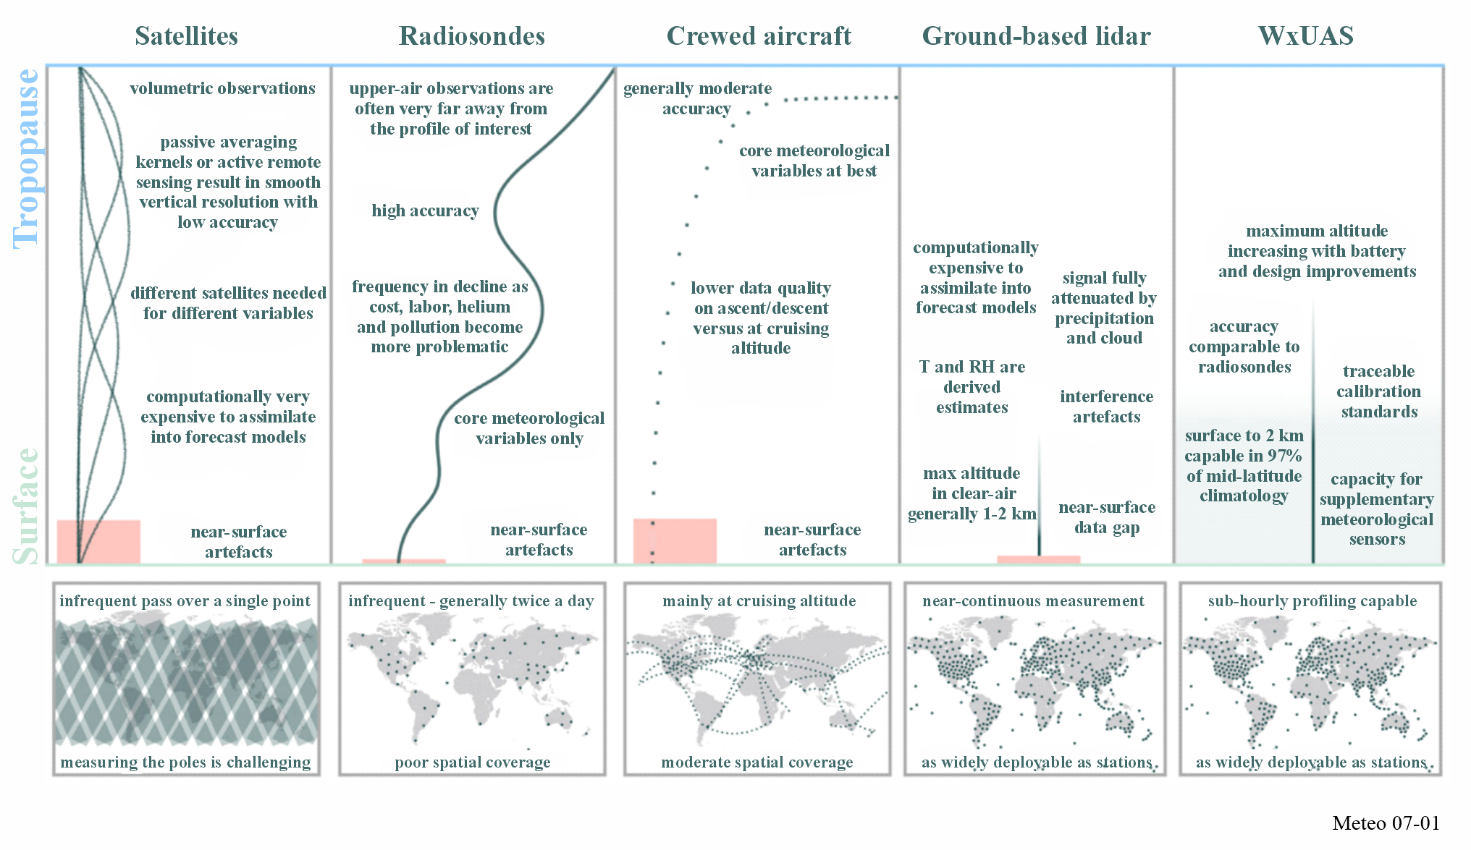 Satellites
Radiosondes
Crewed aircraft
Ground-based lidar
WxUAS
Tropopause
Surface
volumetric observations
passive averaging
kernels or active remote
sensing result in smooth
vertical resolution with
low accuracy
different satellites needed
for different variables
computationally very
expensive to assimilate
into forecast models
near-surface
artefacts
upper-air observations are
often very far away from
the profile of interest
high accuracy
frequency in decline as
cost, labor, helium
and pollution become
more problematic
core meteorological
variables only
near-surface
artefacts
generally moderate
accuracy
core meteorological
variables at best
lower data quality
on ascent/descent
versus at cruising
altitude
near-surface
artefacts
computationally
expensive to
assimilate into
forecast models
signal fully
attenuated by
precipitation
and cloud
T and RH are
derived
estimates
interference
artefacts
max altitude
in clear-air
generally 1-2 km
near-surface
data gap
maximum altitude
increasing with battery
and design improvements
accuracy
comparable to
radiosondes
traceable
calibration
standards
surface to 2 km
capable in 97%
of mid-latitude
climatology
capacity for
supplementary
meteorological
sensors
infrequent pass over a single point
measuring the poles is challenging
infrequent - generally twice a day
poor spatial coverage
mainly at cruising altitude
moderate spatial coverage
near-continuous measurement
as widely deployable as stations
sub-hourly profiling capable
as widely deployable as stations
Meteo 07-01